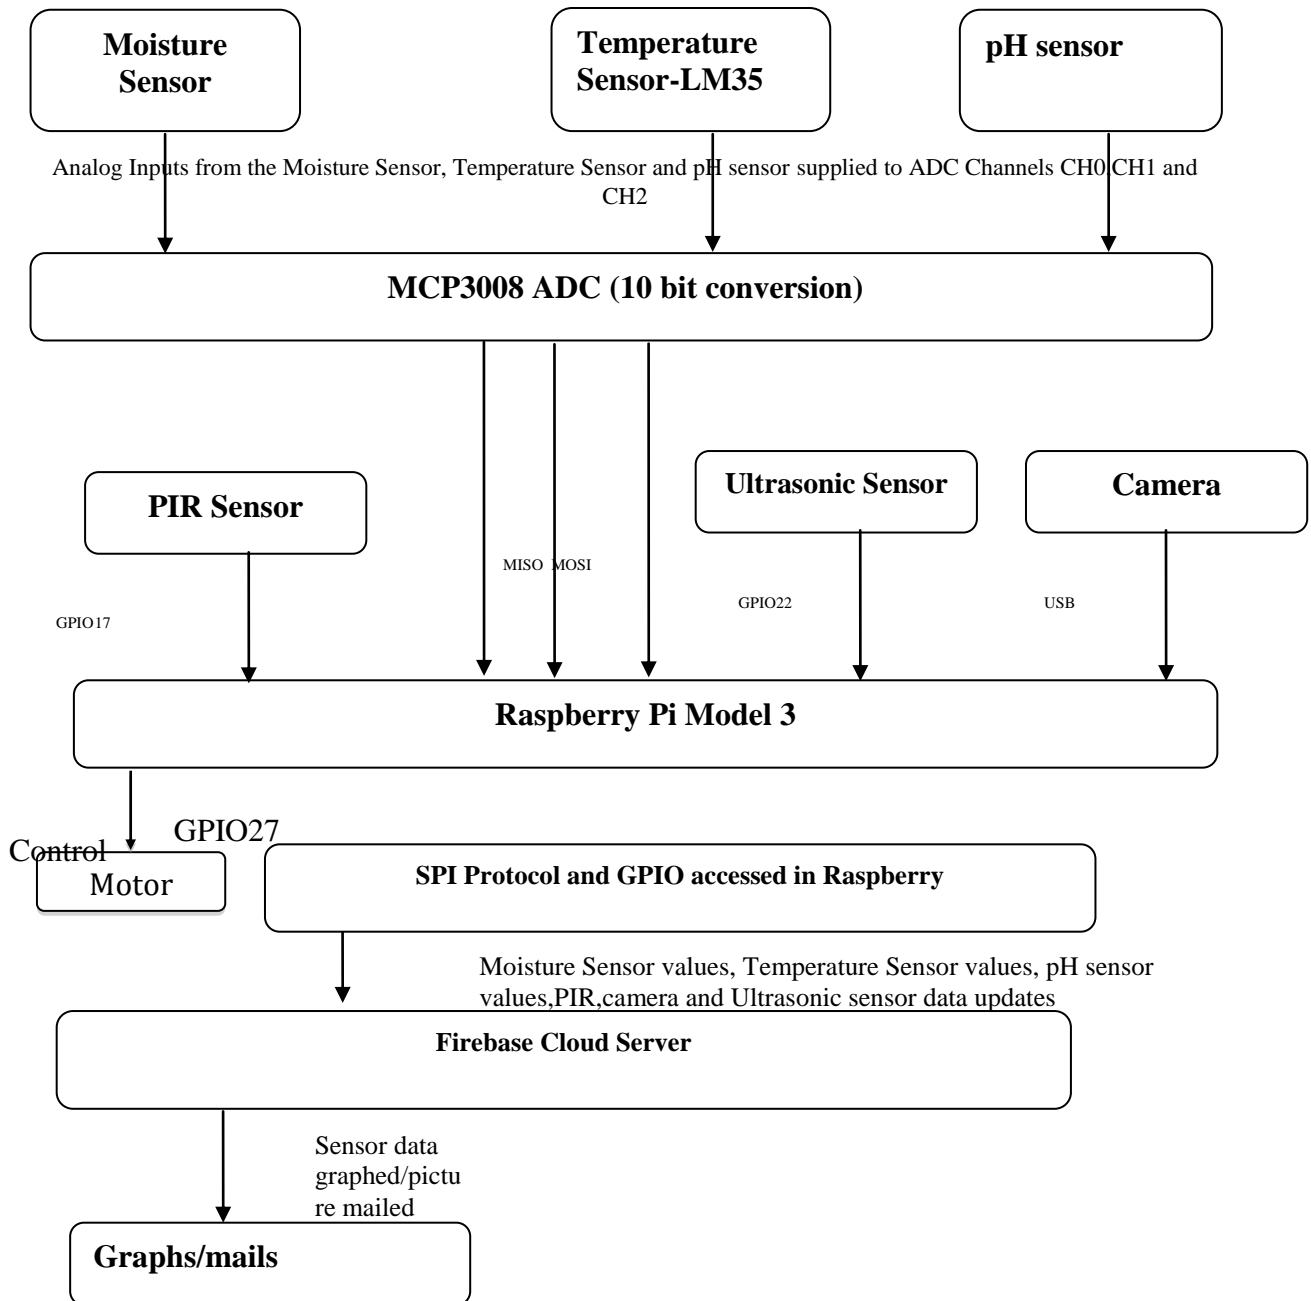 Moisture
Sensor
Temperature
Sensor-LM35
pH sensor
Analog Inputs from the Moisture Sensor, Temperature Sensor and pH sensor supplied to ADC Channels CH0,CH1 and
CH2
MCP3008 ADC (10 bit conversion)
PIR Sensor
Ultrasonic Sensor
Camera
MISO MOSI
GPIO17
GPIO22
USB
Raspberry Pi Model 3
GPIO27
Control
Motor
SPI Protocol and GPIO accessed in Raspberry
Moisture Sensor values, Temperature Sensor values, pH sensor
values,PIR,camera and Ultrasonic sensor data updates
Firebase Cloud Server
Sensor data
graphed/pictu
re mailed
Graphs/mails